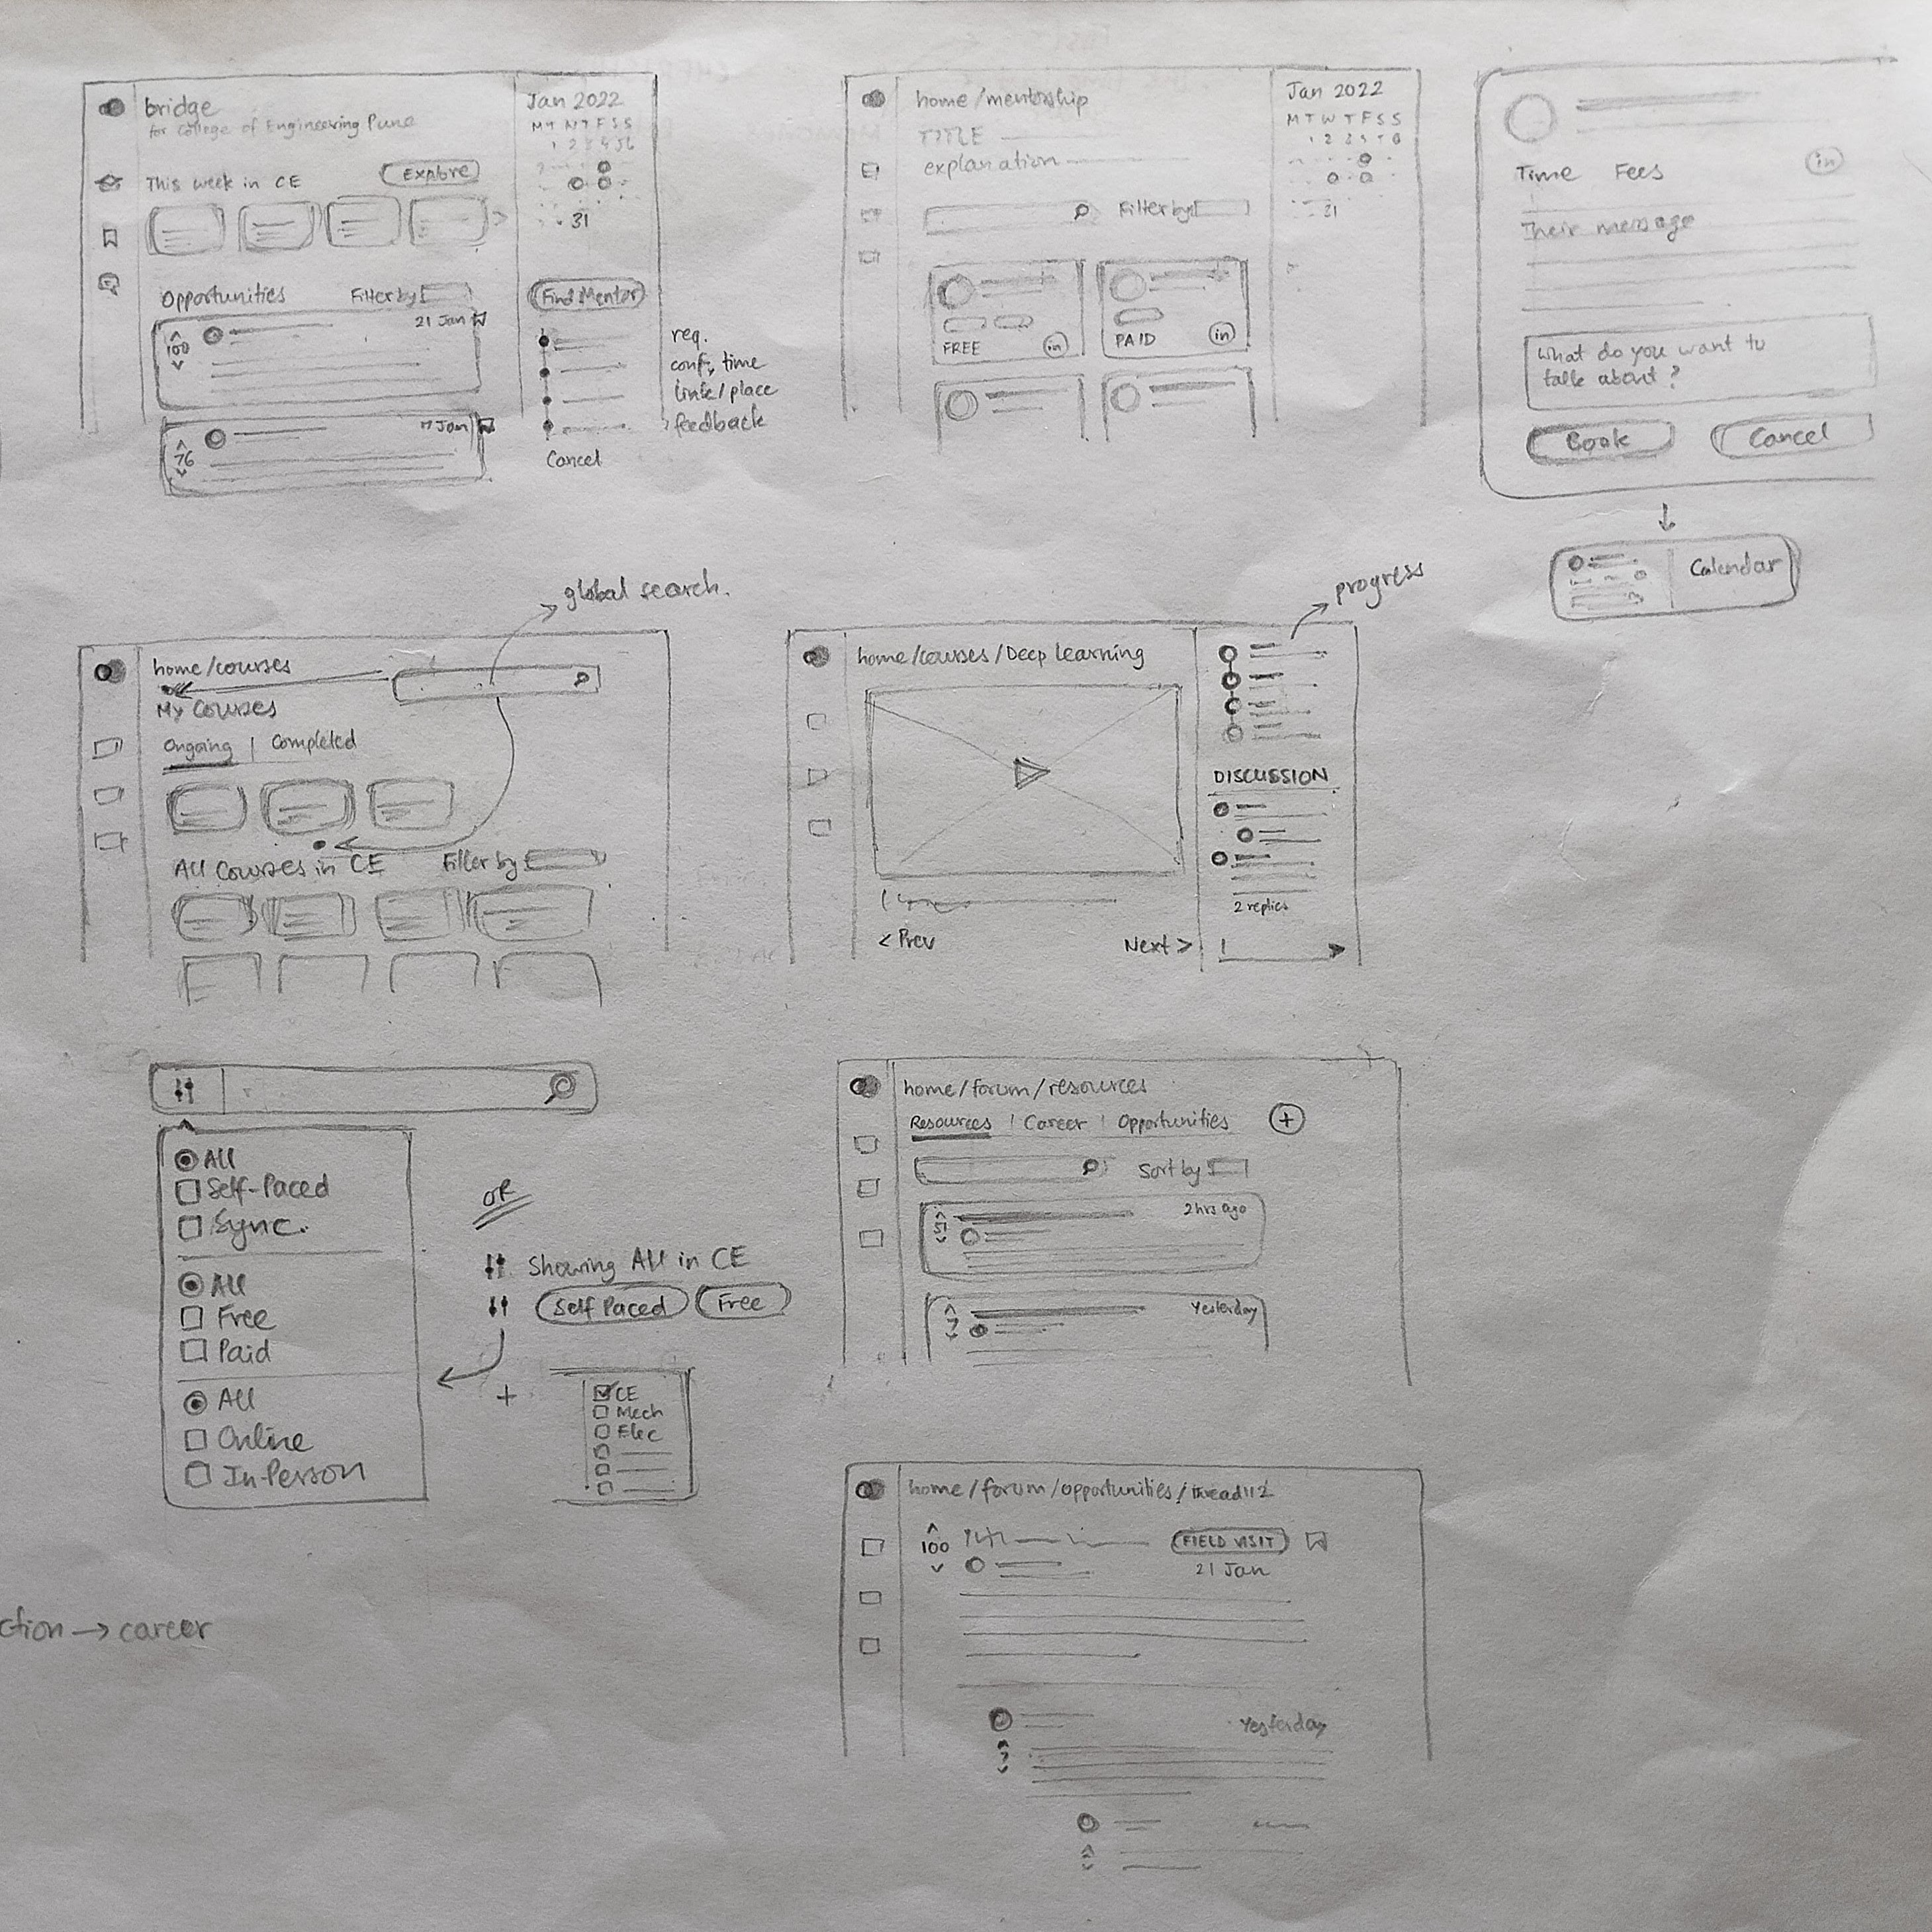 bridge
for College of Engineering Pune
This week in CE
Explore
Opportunities
Filter by
100
21 Jan
76
Jan
Jan 2022
M T W T F S S
1 2 3 4 5 6
31
Find Mentor
Cancel
req.
conf, time
link/place
feedback
home/mentorship
TITLE
explanation
Filter by
FREE
in
PAID
in
Jan 2022
M T W T F S S
1 2 3 4 5 6
31
Time Fees
in
Their message
What do you want to
talk about?
Book
Cancel
Calendar
global search.
home/courses
My Courses
Ongoing | Completed
All Courses in CE
Filter by
progress
home/courses/Deep Learning
DISCUSSION
2 replies
< Prev
Next >
All
Self-Paced
Sync.
All
Free
Paid
All
Online
In-Person
OR
Showing All in CE
Self Paced
Free
+
CE
Mech
Elec
home/forum/resources
Resources | Career | Opportunities
+
Sort by
51
2hrs ago
Yesterday
home/forum/opportunities/thread112
100
FIELD VISIT
21 Jan
Yesterday
ction → career